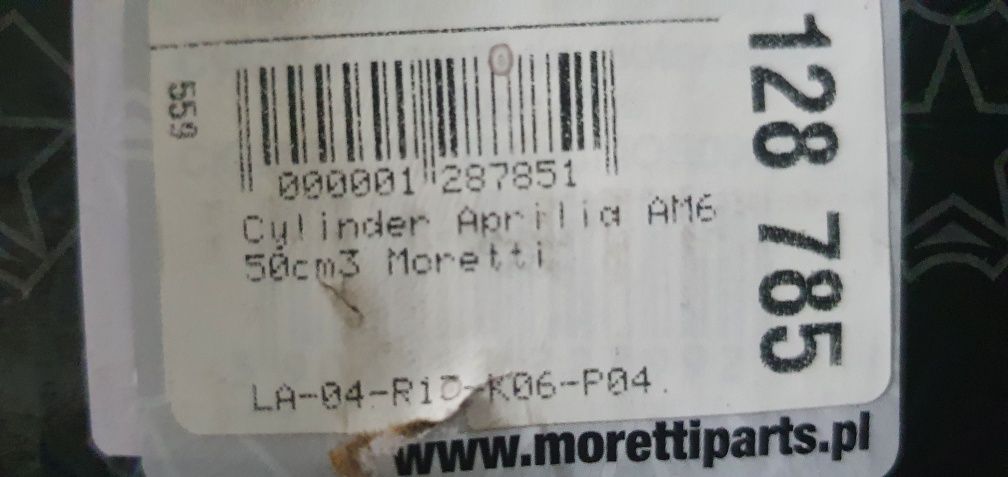 559
000001 287851
Cylinder Aprilia AM6
50cm3 Moretti
128 785
www.morettiparts.pl